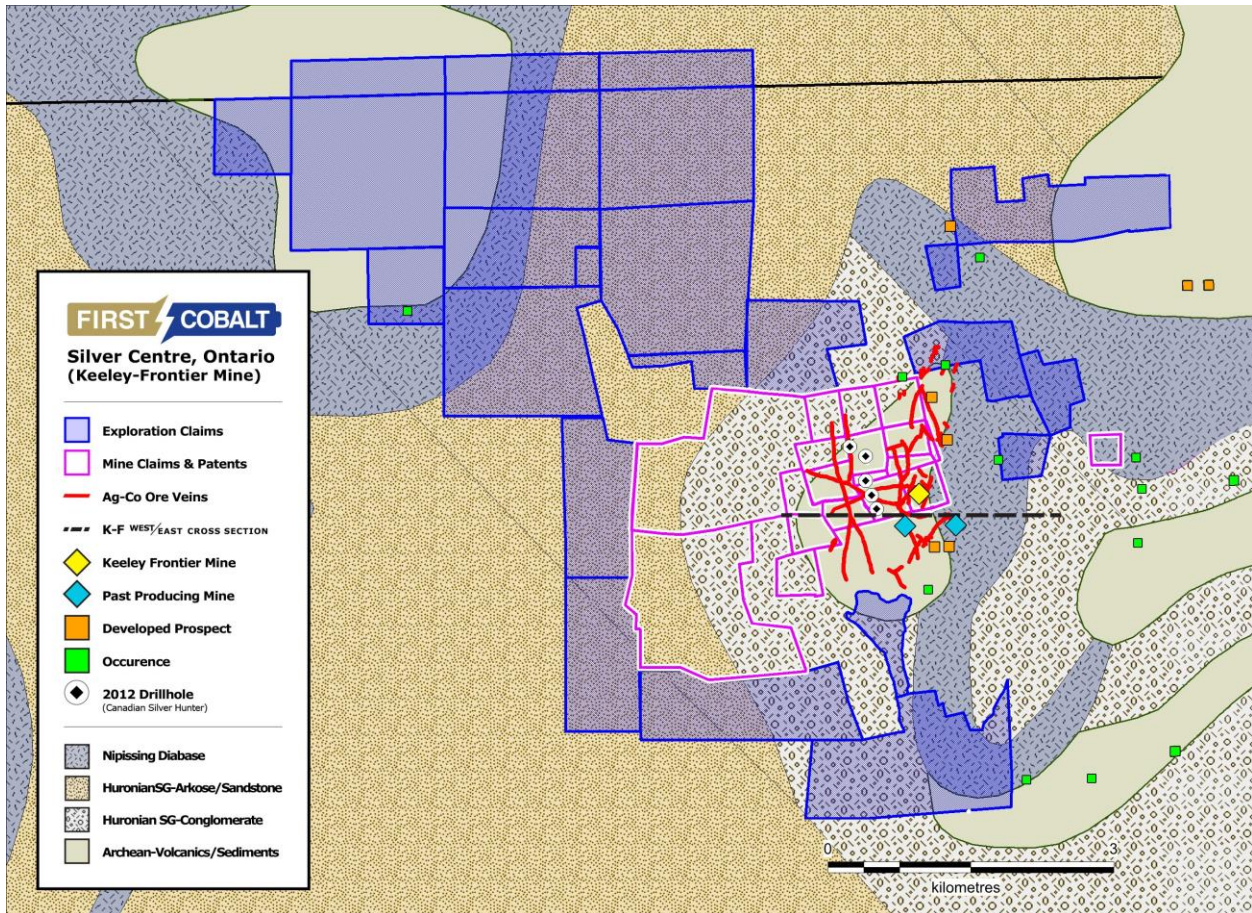 FIRST COBALT
Silver Centre, Ontario
(Keeley-Frontier Mine)
Exploration Claims
Mine Claims & Patents
Ag-Co Ore Veins
K-F WEST/EAST CROSS SECTION
Keeley Frontier Mine
Past Producing Mine
Developed Prospect
Occurence
2012 Drillhole
(Canadian Silver Hunter)
Nipissing Diabase
HuronianSG-Arkose/Sandstone
Huronian SG-Conglomerate
Archean-Volcanics/Sediments
0 3
kilometres